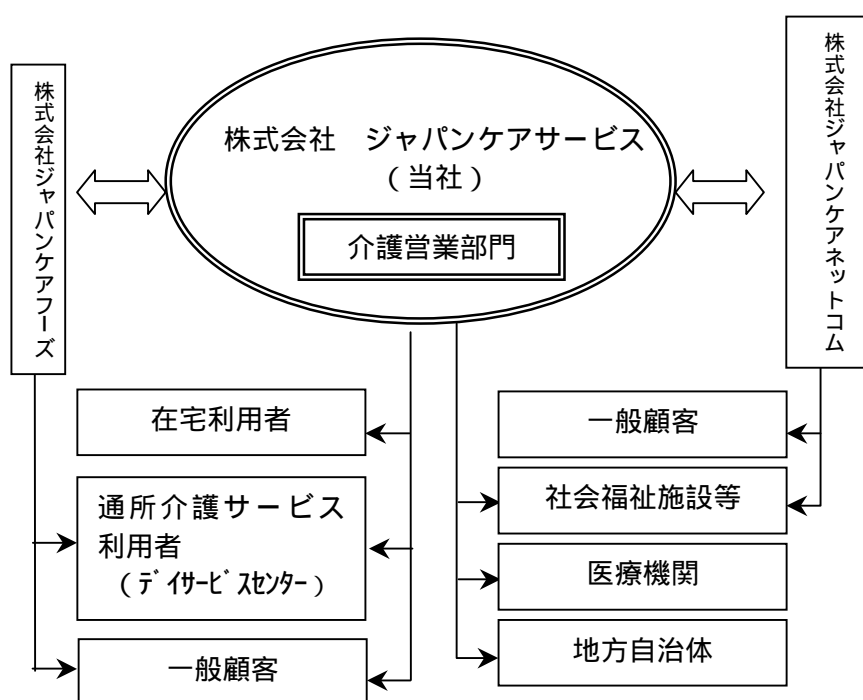 株式会社ジャパンケアフーズ
株式会社　ジャパンケアサービス
（当社）
介護営業部門
株式会社ジャパンケアネットコム
在宅利用者
通所介護サービス
利用者
（ﾃﾞｲｻｰﾋﾞｽｾﾝﾀｰ）
一般顧客
一般顧客
社会福祉施設等
医療機関
地方自治体